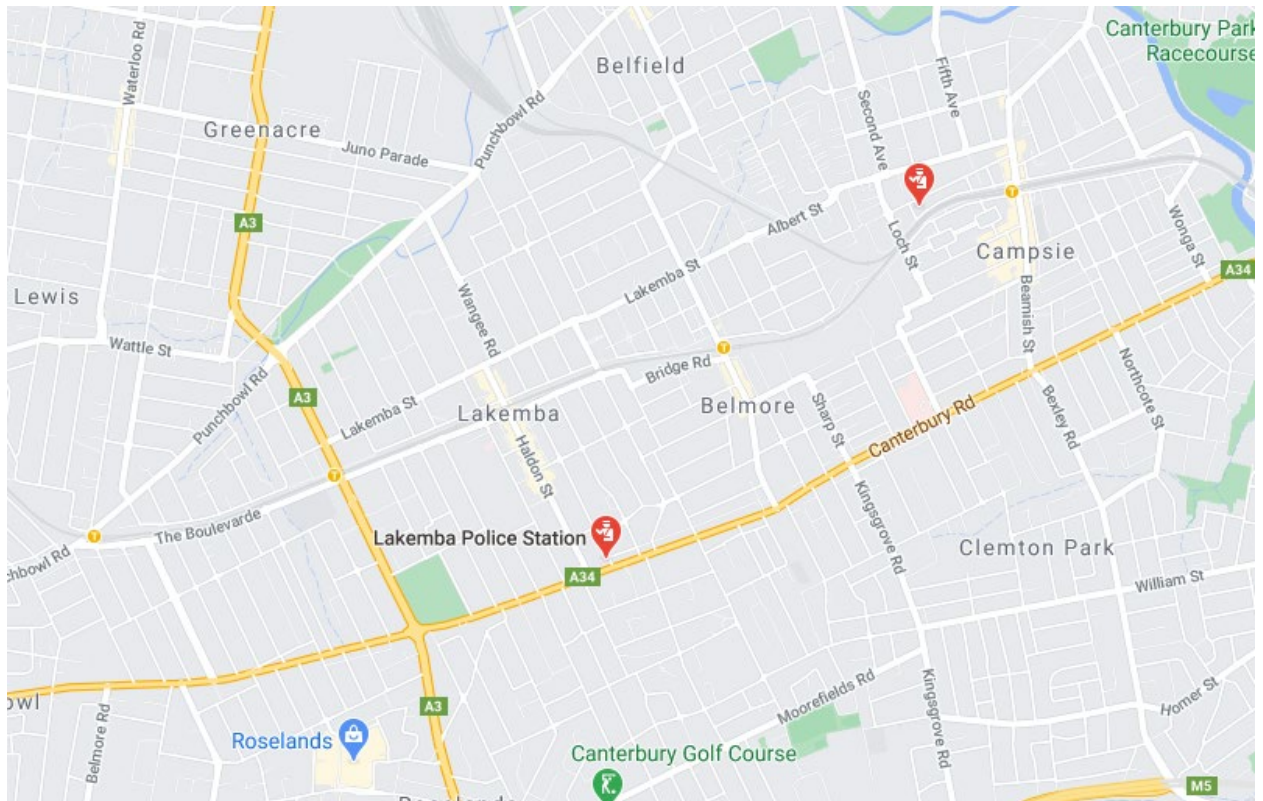 Canterbury Park
Racecourse
Waterloo Rd
Belfield
Fifth Ave
Second Ave
Punchbowl Rd
Greenacre
Juno Parade
A3
Albert St
T
Loch St
Wonga St
Campsie
A34
Lewis
Lakemba St
Wangee Rd
Beamish St
Wattle St
T
Bridge Rd
Northcote St
Punchbowl Rd
A3
Lakemba St
Lakemba
Belmore
Sharp St
Bexley Rd
Canterbury Rd
Haldon St
T
Kingsgrove Rd
T
The Boulevarde
Lakemba Police Station
Clemton Park
chbowl Rd
A34
William St
Moorefields Rd
Kingsgrove Rd
Homer St
owl
A3
Belmore Rd
Roselands
Canterbury Golf Course
M5